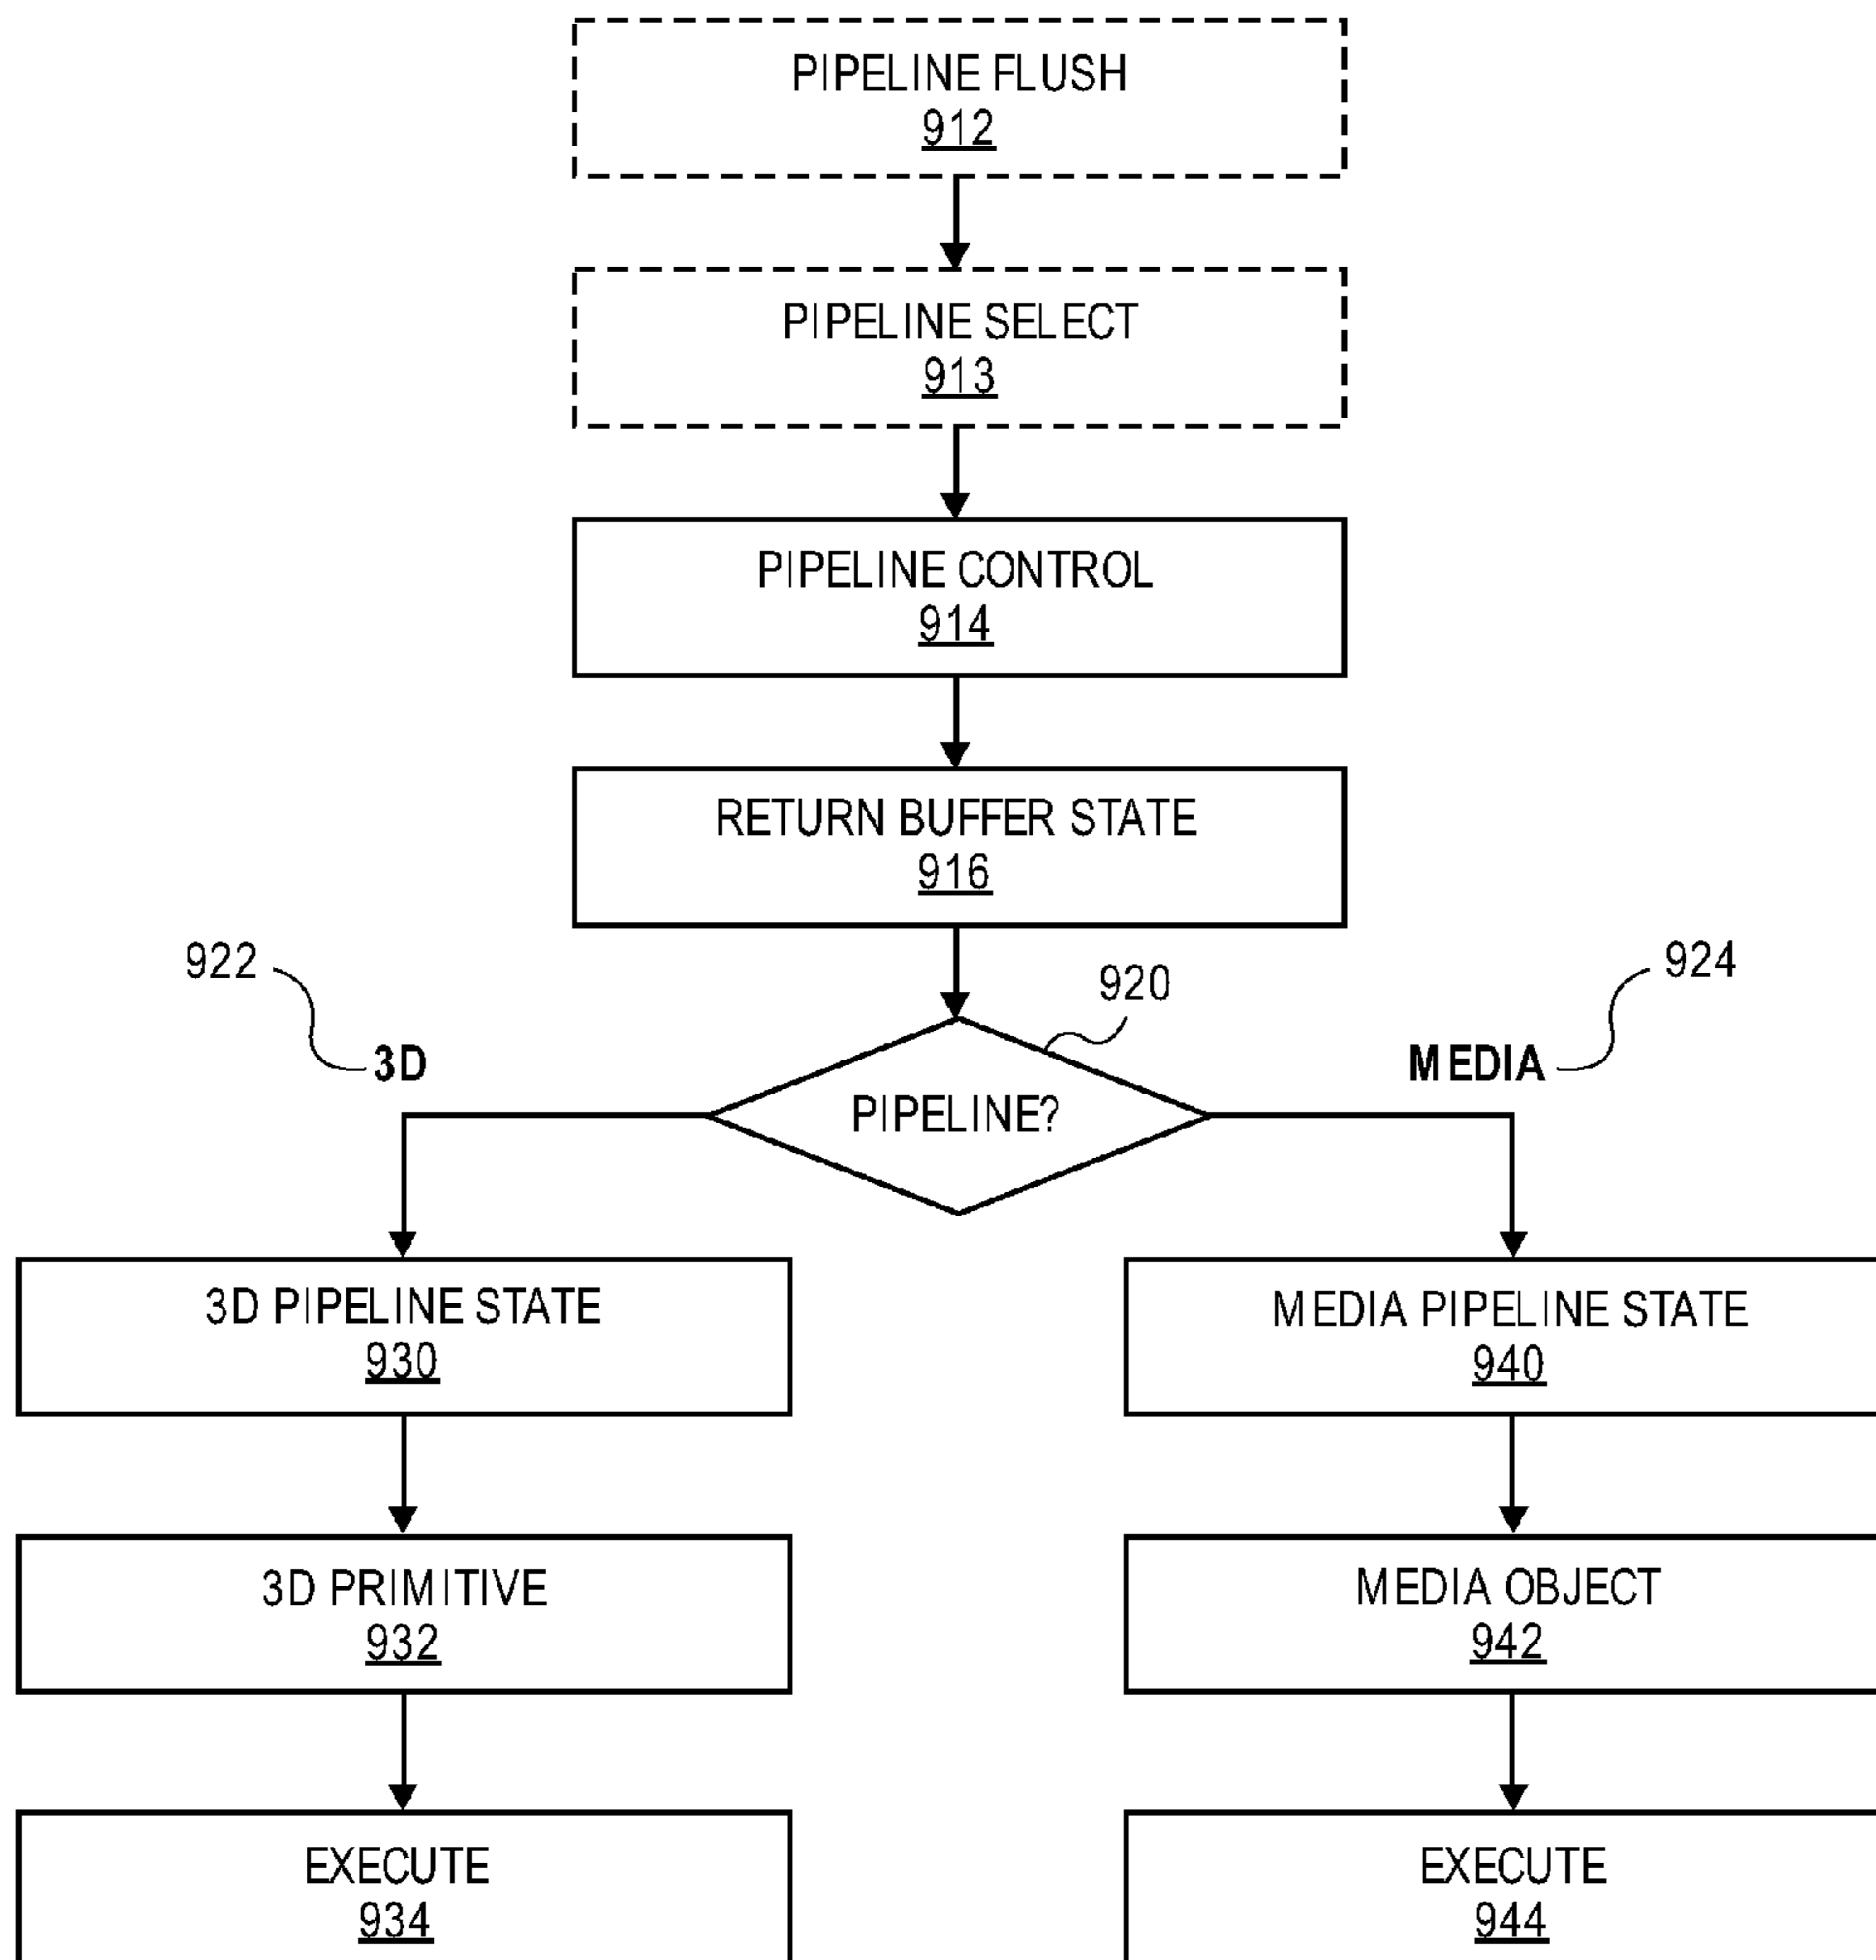 PIPELINE FLUSH
912
PIPELINE SELECT
913
PIPELINE CONTROL
914
RETURN BUFFER STATE
916
922
920
924
3D
MEDIA
PIPELINE?
3D PIPELINE STATE
930
MEDIA PIPELINE STATE
940
3D PRIMITIVE
932
MEDIA OBJECT
942
EXECUTE
934
EXECUTE
944